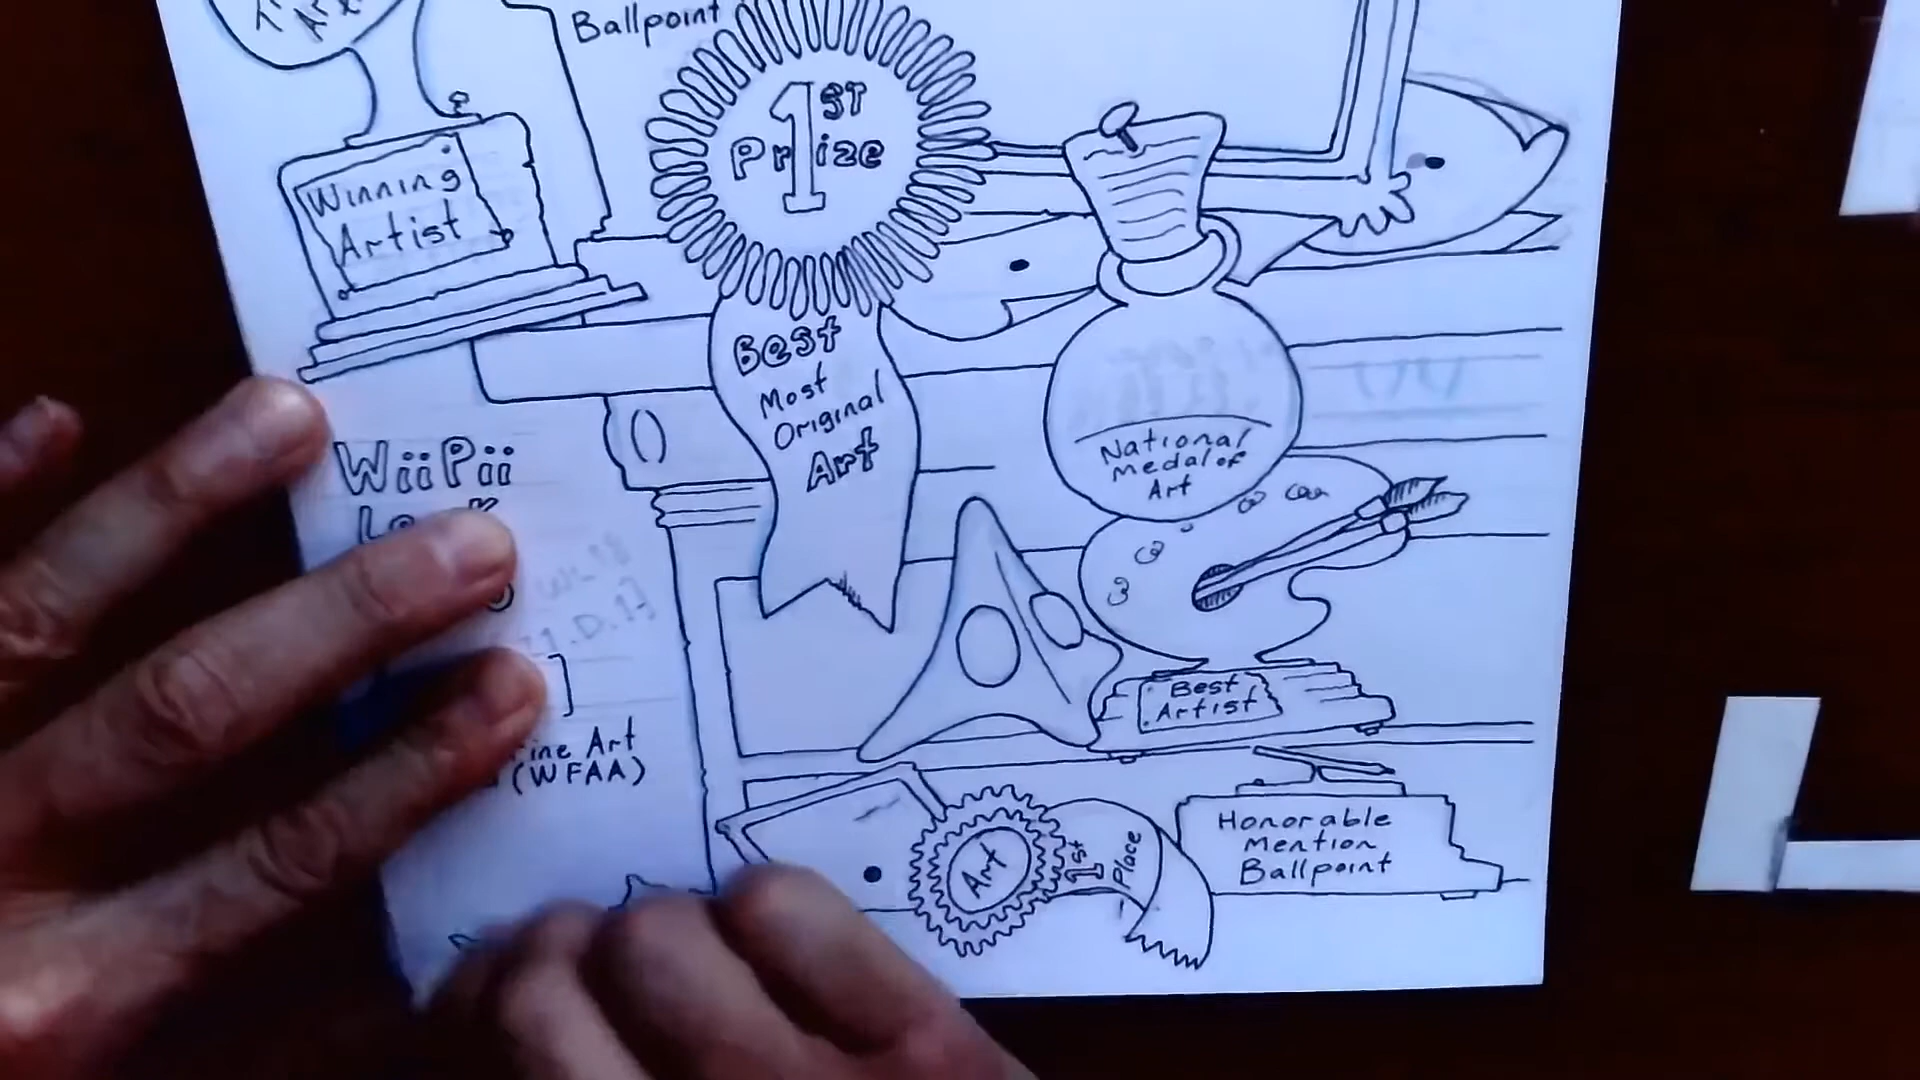 Ballpoint
1ST
Prize
Winning
Artist
Best
Most
Original
Art
WiiPii
National
Medal of
Art
Best
Artist
Fine Art
(WFAA)
Art
1st
Place
Honorable
Mention
Ballpoint